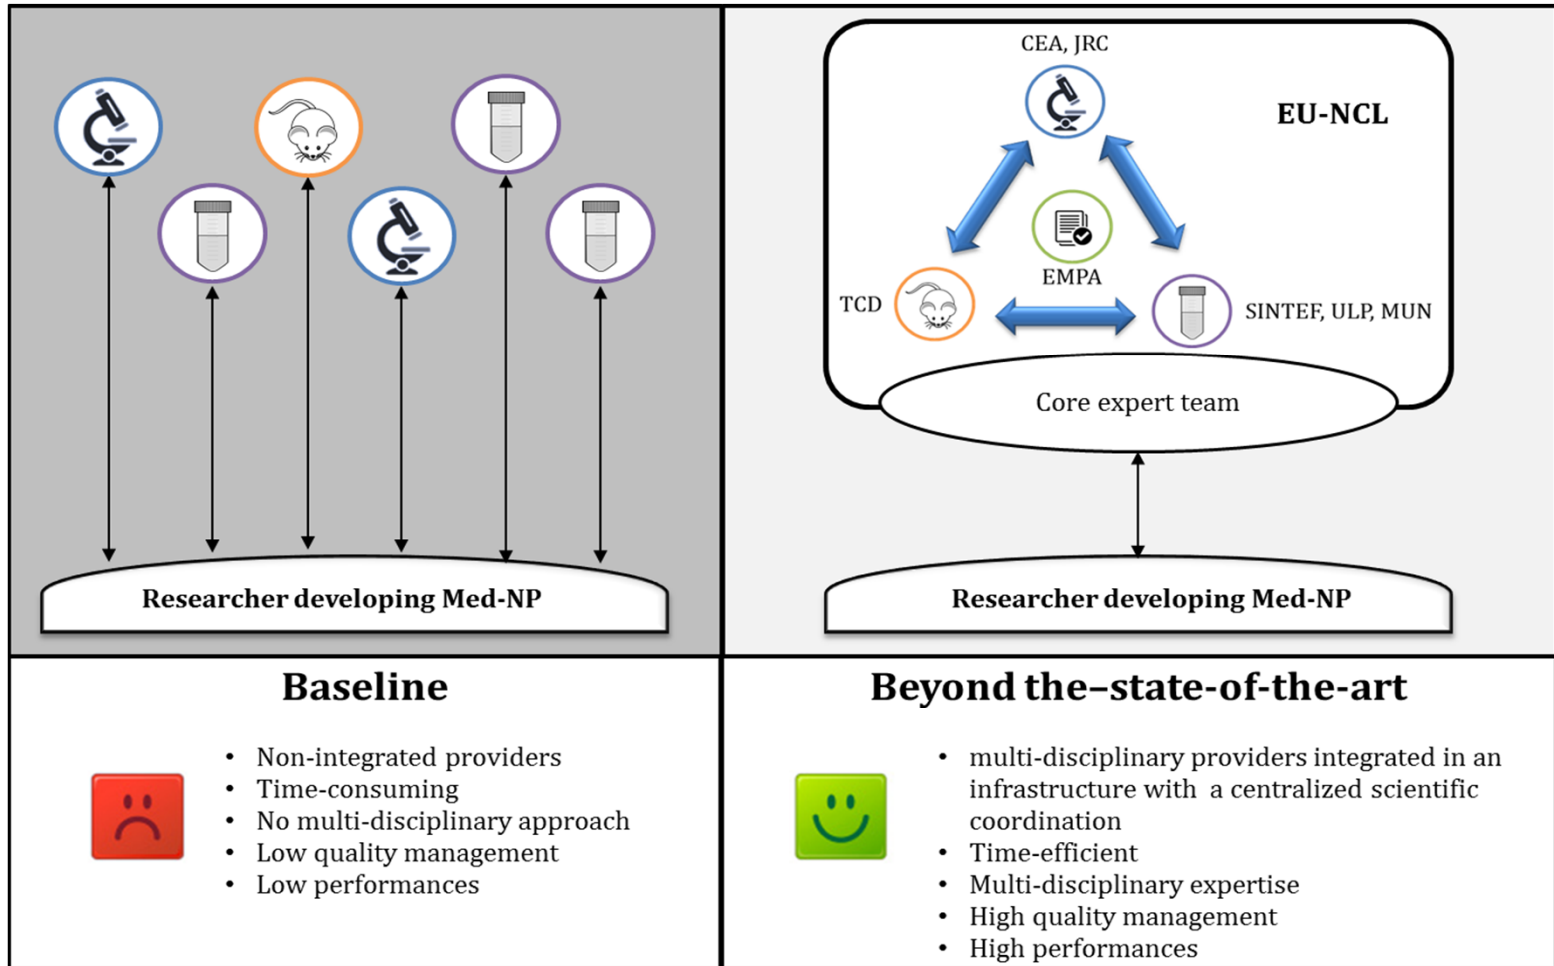 CEA, JRC
EU-NCL
EMPA
TCD
SINTEF, ULP, MUN
Core expert team
Researcher developing Med-NP
Researcher developing Med-NP
Baseline
• Non-integrated providers
• Time-consuming
• No multi-disciplinary approach
• Low quality management
• Low performances
Beyond the–state-of-the-art
• multi-disciplinary providers integrated in an
infrastructure with a centralized scientific
coordination
• Time-efficient
• Multi-disciplinary expertise
• High quality management
• High performances